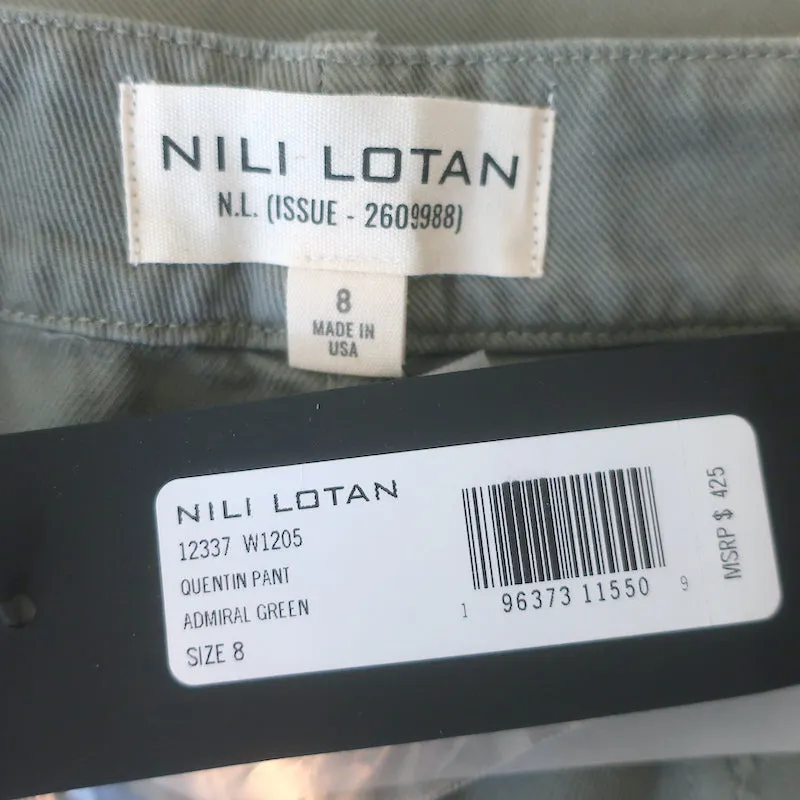 NILI LOTAN
N.L. (ISSUE - 2609988)
8
MADE IN
USA
NILI LOTAN
12337 W1205
QUENTIN PANT
ADMIRAL GREEN
SIZE 8
1 96373 11550 9
MSRP $ 425